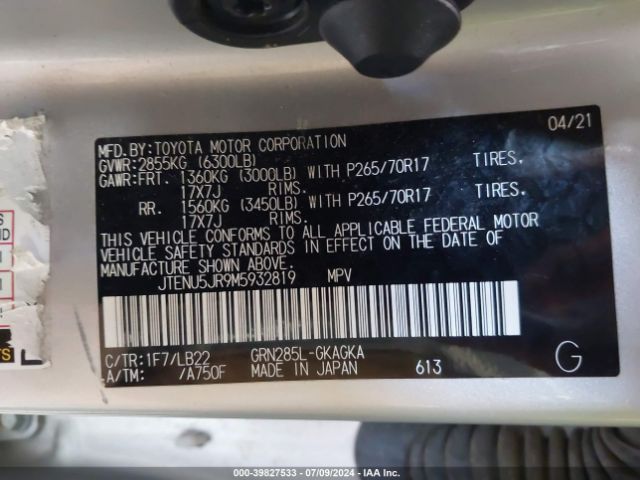 MFD. BY: TOYOTA MOTOR CORPORATION 04/21
GVWR: 2855KG (6300LB)
GAWR: FRT. 1360KG (3000LB) WITH P265/70R17 TIRES,
17X7J RIMS.
RR. 1560KG (3450LB) WITH P265/70R17 TIRES,
17X7J RIMS.
THIS VEHICLE CONFORMS TO ALL APPLICABLE FEDERAL MOTOR
VEHICLE SAFETY STANDARDS IN EFFECT ON THE DATE OF
MANUFACTURE SHOWN ABOVE.
JTENU5JR9M5932819 MPV
C/TR: 1F7/LB22 GRN285L-GKAGKA
A/TM: /A750F MADE IN JAPAN 613
G
000-39827533 - 07/09/2024 - IAA Inc.